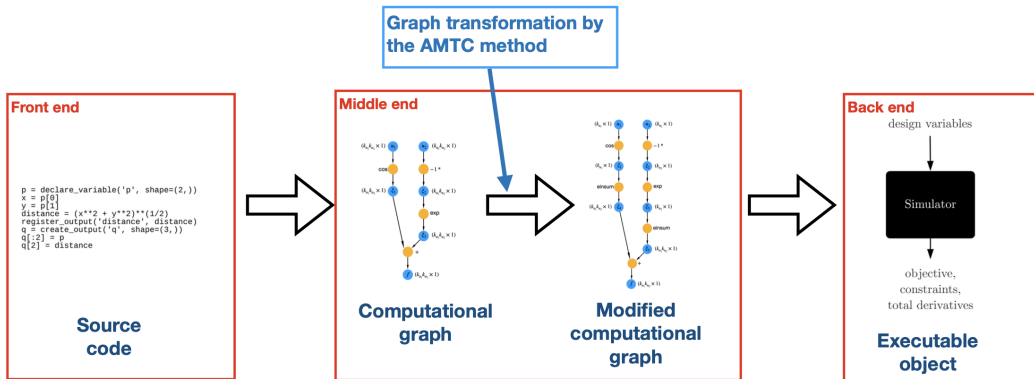 Graph transformation by
the AMTC method
Front end
p = declare_variable('p', shape=(2,))
x = p[0]
y = p[1]
distance = (x**2 + y**2)**(1/2)
register_output('distance', distance)
q = create_output('q', shape=(3,))
q[:2] = p
q[2] = distance
Source
code
Middle end
cos
-1 *
exp
+
f
Computational
graph
cos
-1 *
einsum
exp
einsum
+
f
Modified
computational
graph
Back end
design variables
Simulator
objective,
constraints,
total derivatives
Executable
object